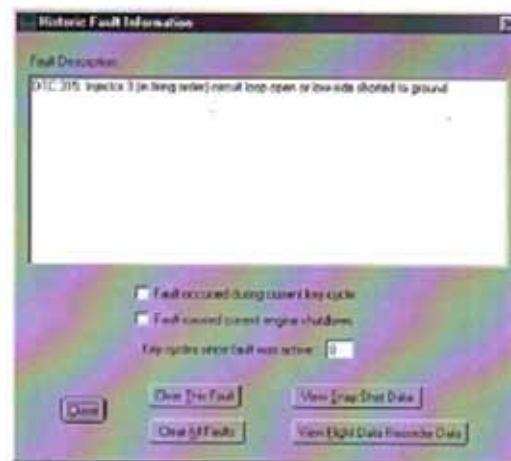 Historic Fault Information
Fault Description
DTC 315: Injector 3 (in firing order) circuit loop open or low-side shorted to ground
Fault occurred during current key cycle
Fault caused current engine shutdown
Key cycles since fault was active: 0
Close
Clear This Fault
View Snap Shot Data
Clear All Faults
View Flight Data Recorder Data